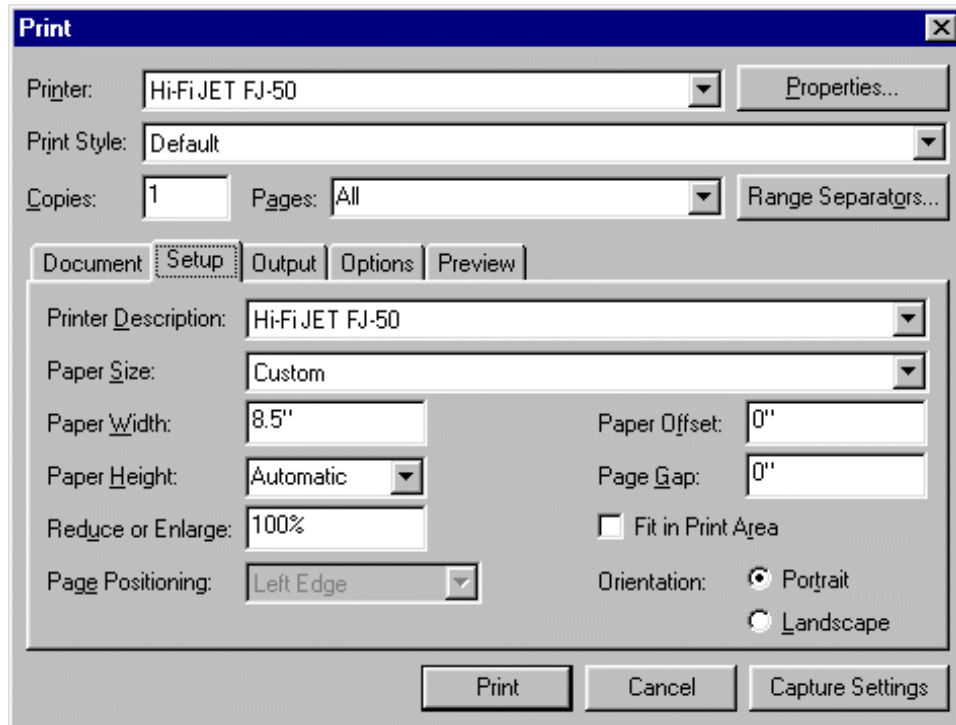 Print
Printer: Hi-Fi JET FJ-50 Properties...
Print Style: Default
Copies: 1 Pages: All Range Separators...
Document Setup Output Options Preview
Printer Description: Hi-Fi JET FJ-50
Paper Size: Custom
Paper Width: 8.5" Paper Offset: 0"
Paper Height: Automatic Page Gap: 0"
Reduce or Enlarge: 100% Fit in Print Area
Page Positioning: Left Edge Orientation: Portrait
Landscape
Print Cancel Capture Settings